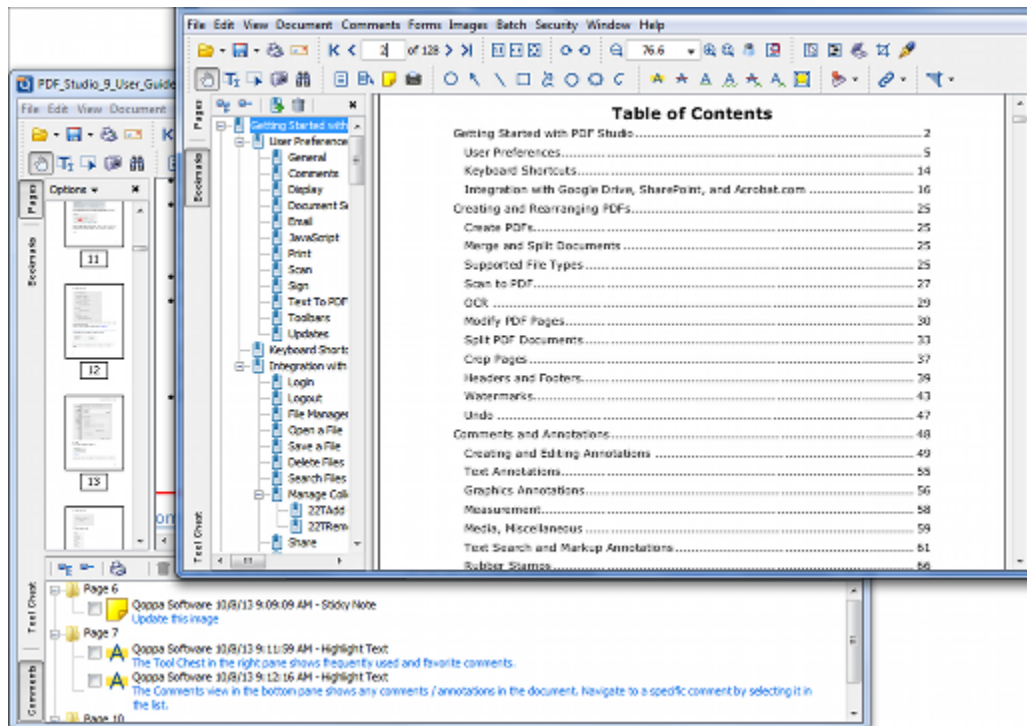 File Edit View Document Comments Forms Images Batch Security Window Help
2 of 128 76.6
Pages
Bookmarks
Tool Chest
Getting Started with
User Preference
General
Comments
Display
Document Se
Email
JavaScript
Print
Scan
Sign
Text To PDF
Toolbars
Updates
Keyboard Shortc
Integration with
Login
Logout
File Manager
Open a File
Save a File
Delete Files
Search Files
Manage Coll
22TAdd
22TRem
Share
Table of Contents
Getting Started with PDF Studio 2
User Preferences 5
Keyboard Shortcuts 14
Integration with Google Drive, SharePoint, and Acrobat.com 16
Creating and Rearranging PDFs 25
Create PDFs 25
Merge and Split Documents 25
Supported File Types 25
Scan to PDF 27
OCR 29
Modify PDF Pages 30
Split PDF Documents 33
Crop Pages 37
Headers and Footers 39
Watermarks 43
Undo 47
Comments and Annotations 48
Creating and Editing Annotations 49
Text Annotations 55
Graphics Annotations 56
Measurement 58
Media, Miscellaneous 59
Text Search and Markup Annotations 61
Rubber Stamps 66
PDF_Studio_9_User_Guide
File Edit View Document
Pages
Bookmarks
Tool Chest
Comments
Options
11
12
13
om
Page 6
Qoppa Software 10/8/13 9:09:09 AM - Sticky Note
Update this image
Page 7
Qoppa Software 10/8/13 9:11:59 AM - Highlight Text
The Tool Chest in the right pane shows frequently used and favorite comments.
Qoppa Software 10/8/13 9:12:16 AM - Highlight Text
The Comments view in the bottom pane shows any comments / annotations in the document. Navigate to a specific comment by selecting it in
the list.
Page 10